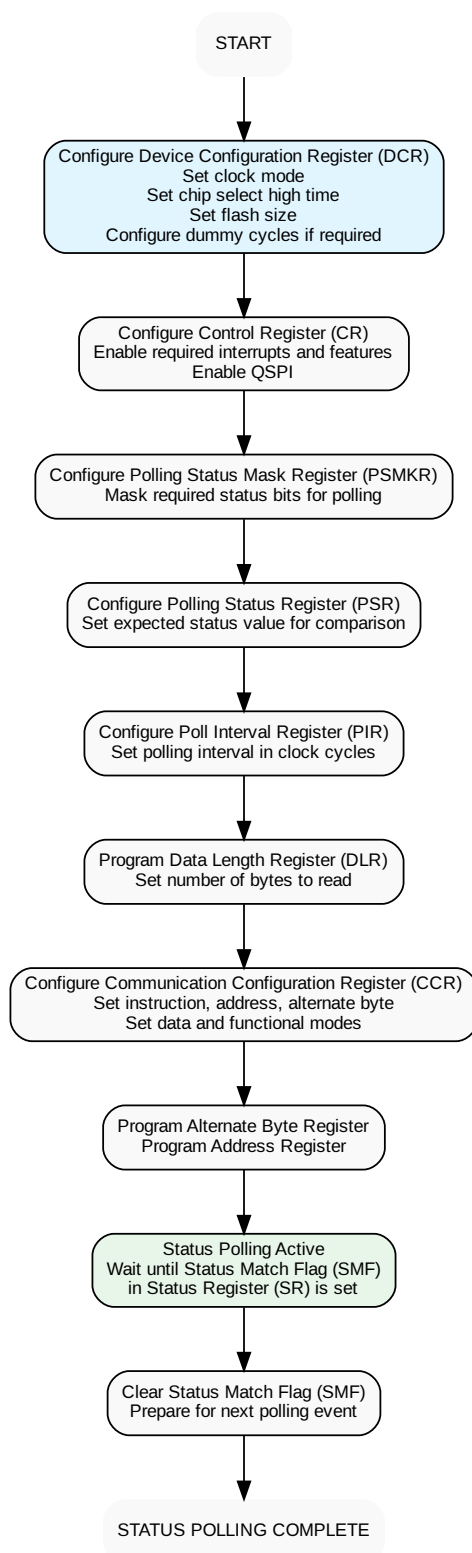 START
Configure Device Configuration Register (DCR)
Set clock mode
Set chip select high time
Set flash size
Configure dummy cycles if required
Configure Control Register (CR)
Enable required interrupts and features
Enable QSPI
Configure Polling Status Mask Register (PSMKR)
Mask required status bits for polling
Configure Polling Status Register (PSR)
Set expected status value for comparison
Configure Poll Interval Register (PIR)
Set polling interval in clock cycles
Program Data Length Register (DLR)
Set number of bytes to read
Configure Communication Configuration Register (CCR)
Set instruction, address, alternate byte
Set data and functional modes
Program Alternate Byte Register
Program Address Register
Status Polling Active
Wait until Status Match Flag (SMF)
in Status Register (SR) is set
Clear Status Match Flag (SMF)
Prepare for next polling event
STATUS POLLING COMPLETE